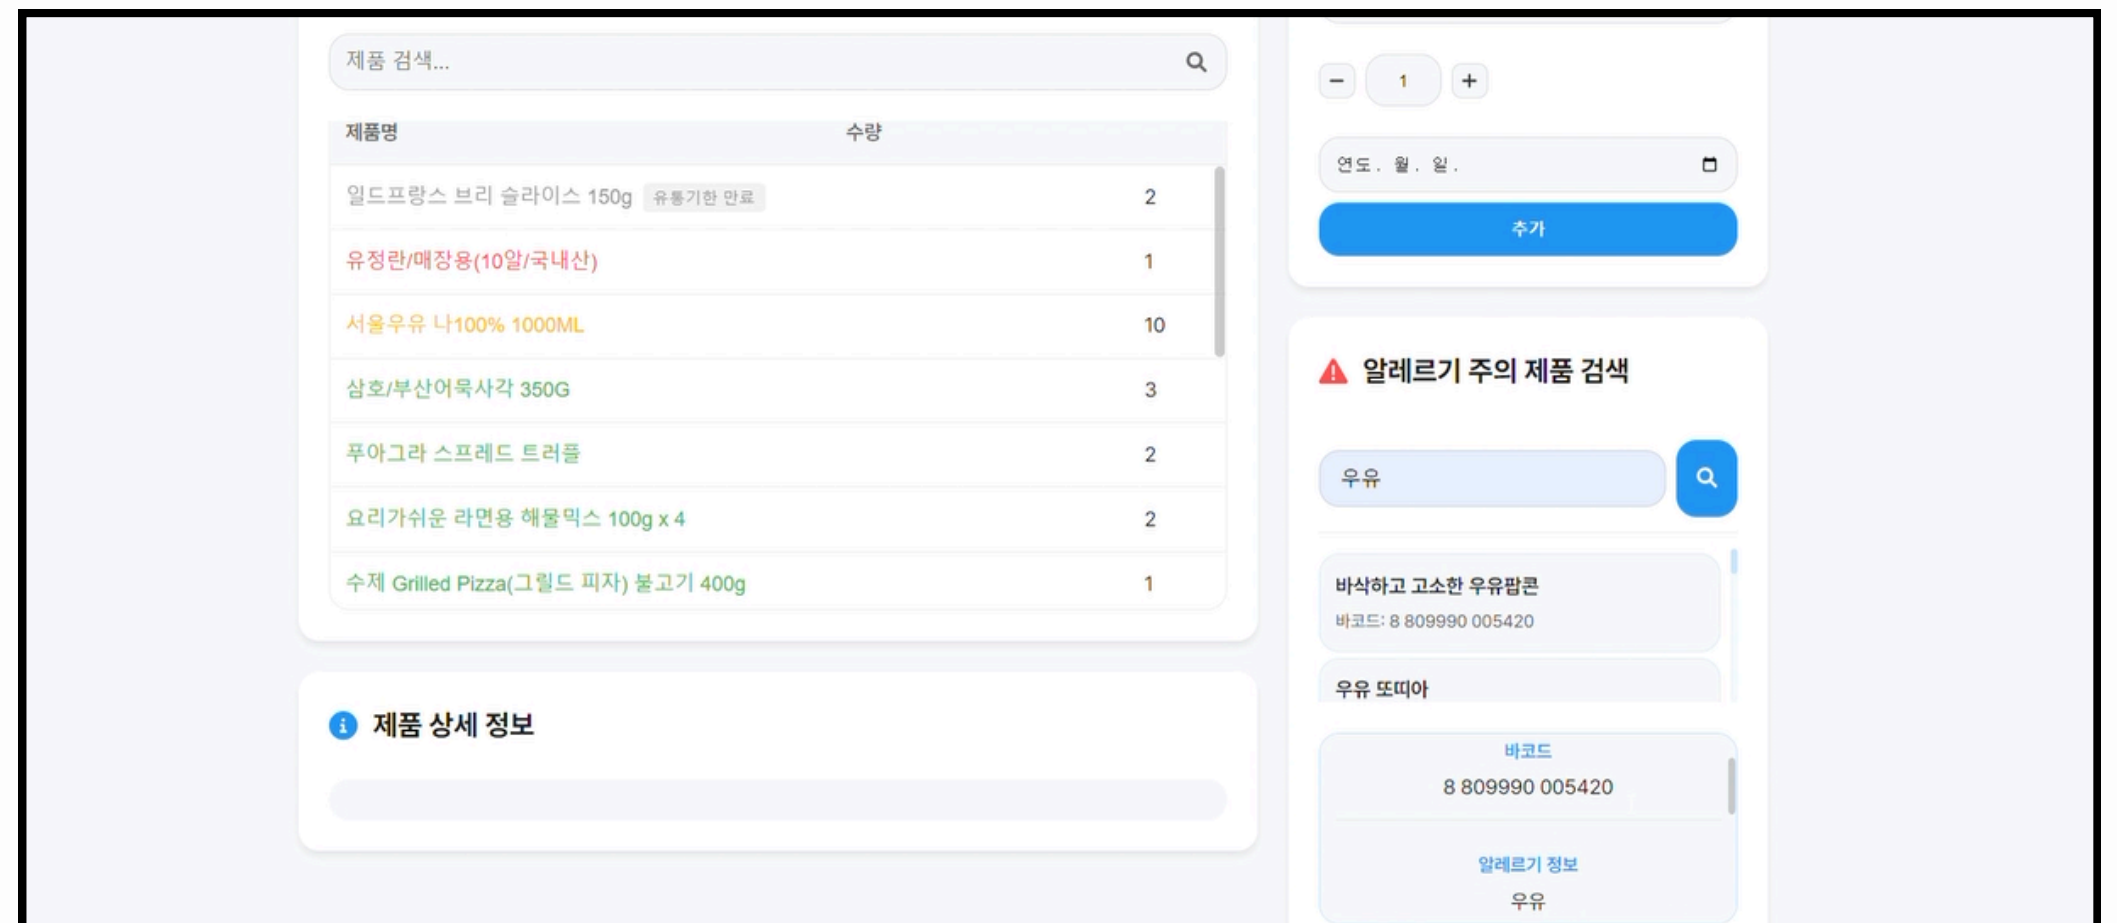 제품 검색...
제품명 수량
일드프랑스 브리 슬라이스 150g 유통기한 만료 2
유정란/매장용(10알/국내산) 1
서울우유 나100% 1000ML 10
삼호/부산어묵사각 350G 3
푸아그라 스프레드 트러플 2
요리가쉬운 라면용 해물믹스 100g x 4 2
수제 Grilled Pizza(그릴드 피자) 불고기 400g 1
제품 상세 정보
1
연도. 월. 일.
추가
알레르기 주의 제품 검색
우유
바삭하고 고소한 우유팝콘
바코드: 8 809990 005420
우유 또띠아
바코드
8 809990 005420
알레르기 정보
우유